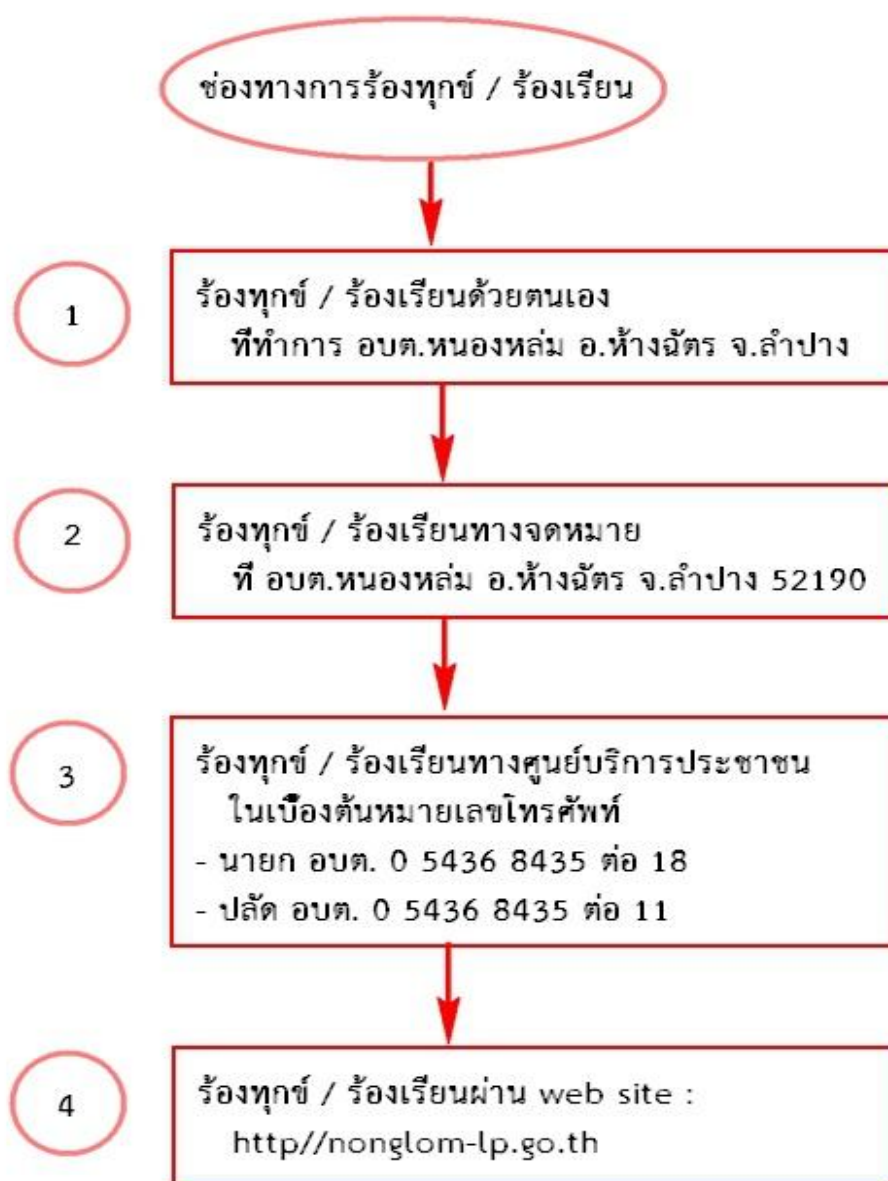 ช่องทางการร้องทุกข์ / ร้องเรียน
1
ร้องทุกข์ / ร้องเรียนด้วยตนเอง
ที่ทำการ อบต.หนองหล่ม อ.ห้างฉัตร จ.ลำปาง
2
ร้องทุกข์ / ร้องเรียนทางจดหมาย
ที่ อบต.หนองหล่ม อ.ห้างฉัตร จ.ลำปาง 52190
3
ร้องทุกข์ / ร้องเรียนทางศูนย์บริการประชาชน
ในเบื้องต้นหมายเลขโทรศัพท์
- นายก อบต. 0 5436 8435 ต่อ 18
- ปลัด อบต. 0 5436 8435 ต่อ 11
4
ร้องทุกข์ / ร้องเรียนผ่าน web site :
http//nonglom-lp.go.th